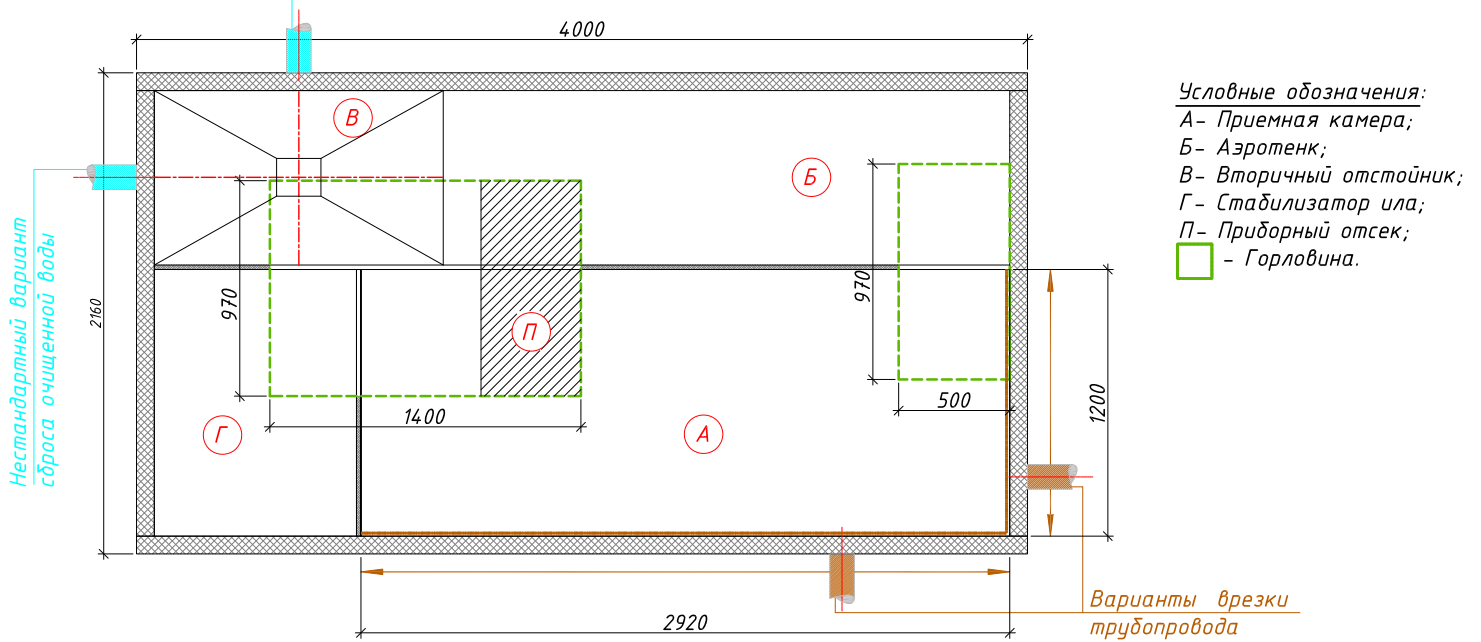 4000
Условные обозначения:
А- Приемная камера;
Б- Аэротенк;
В- Вторичный отстойник;
Г- Стабилизатор ила;
П- Приборный отсек;
- Горловина.
В
Б
Нестандартный вариант
сброса очищенной воды
2160
970
970
П
1400
500
1200
Г
А
Варианты врезки
трубопровода
2920